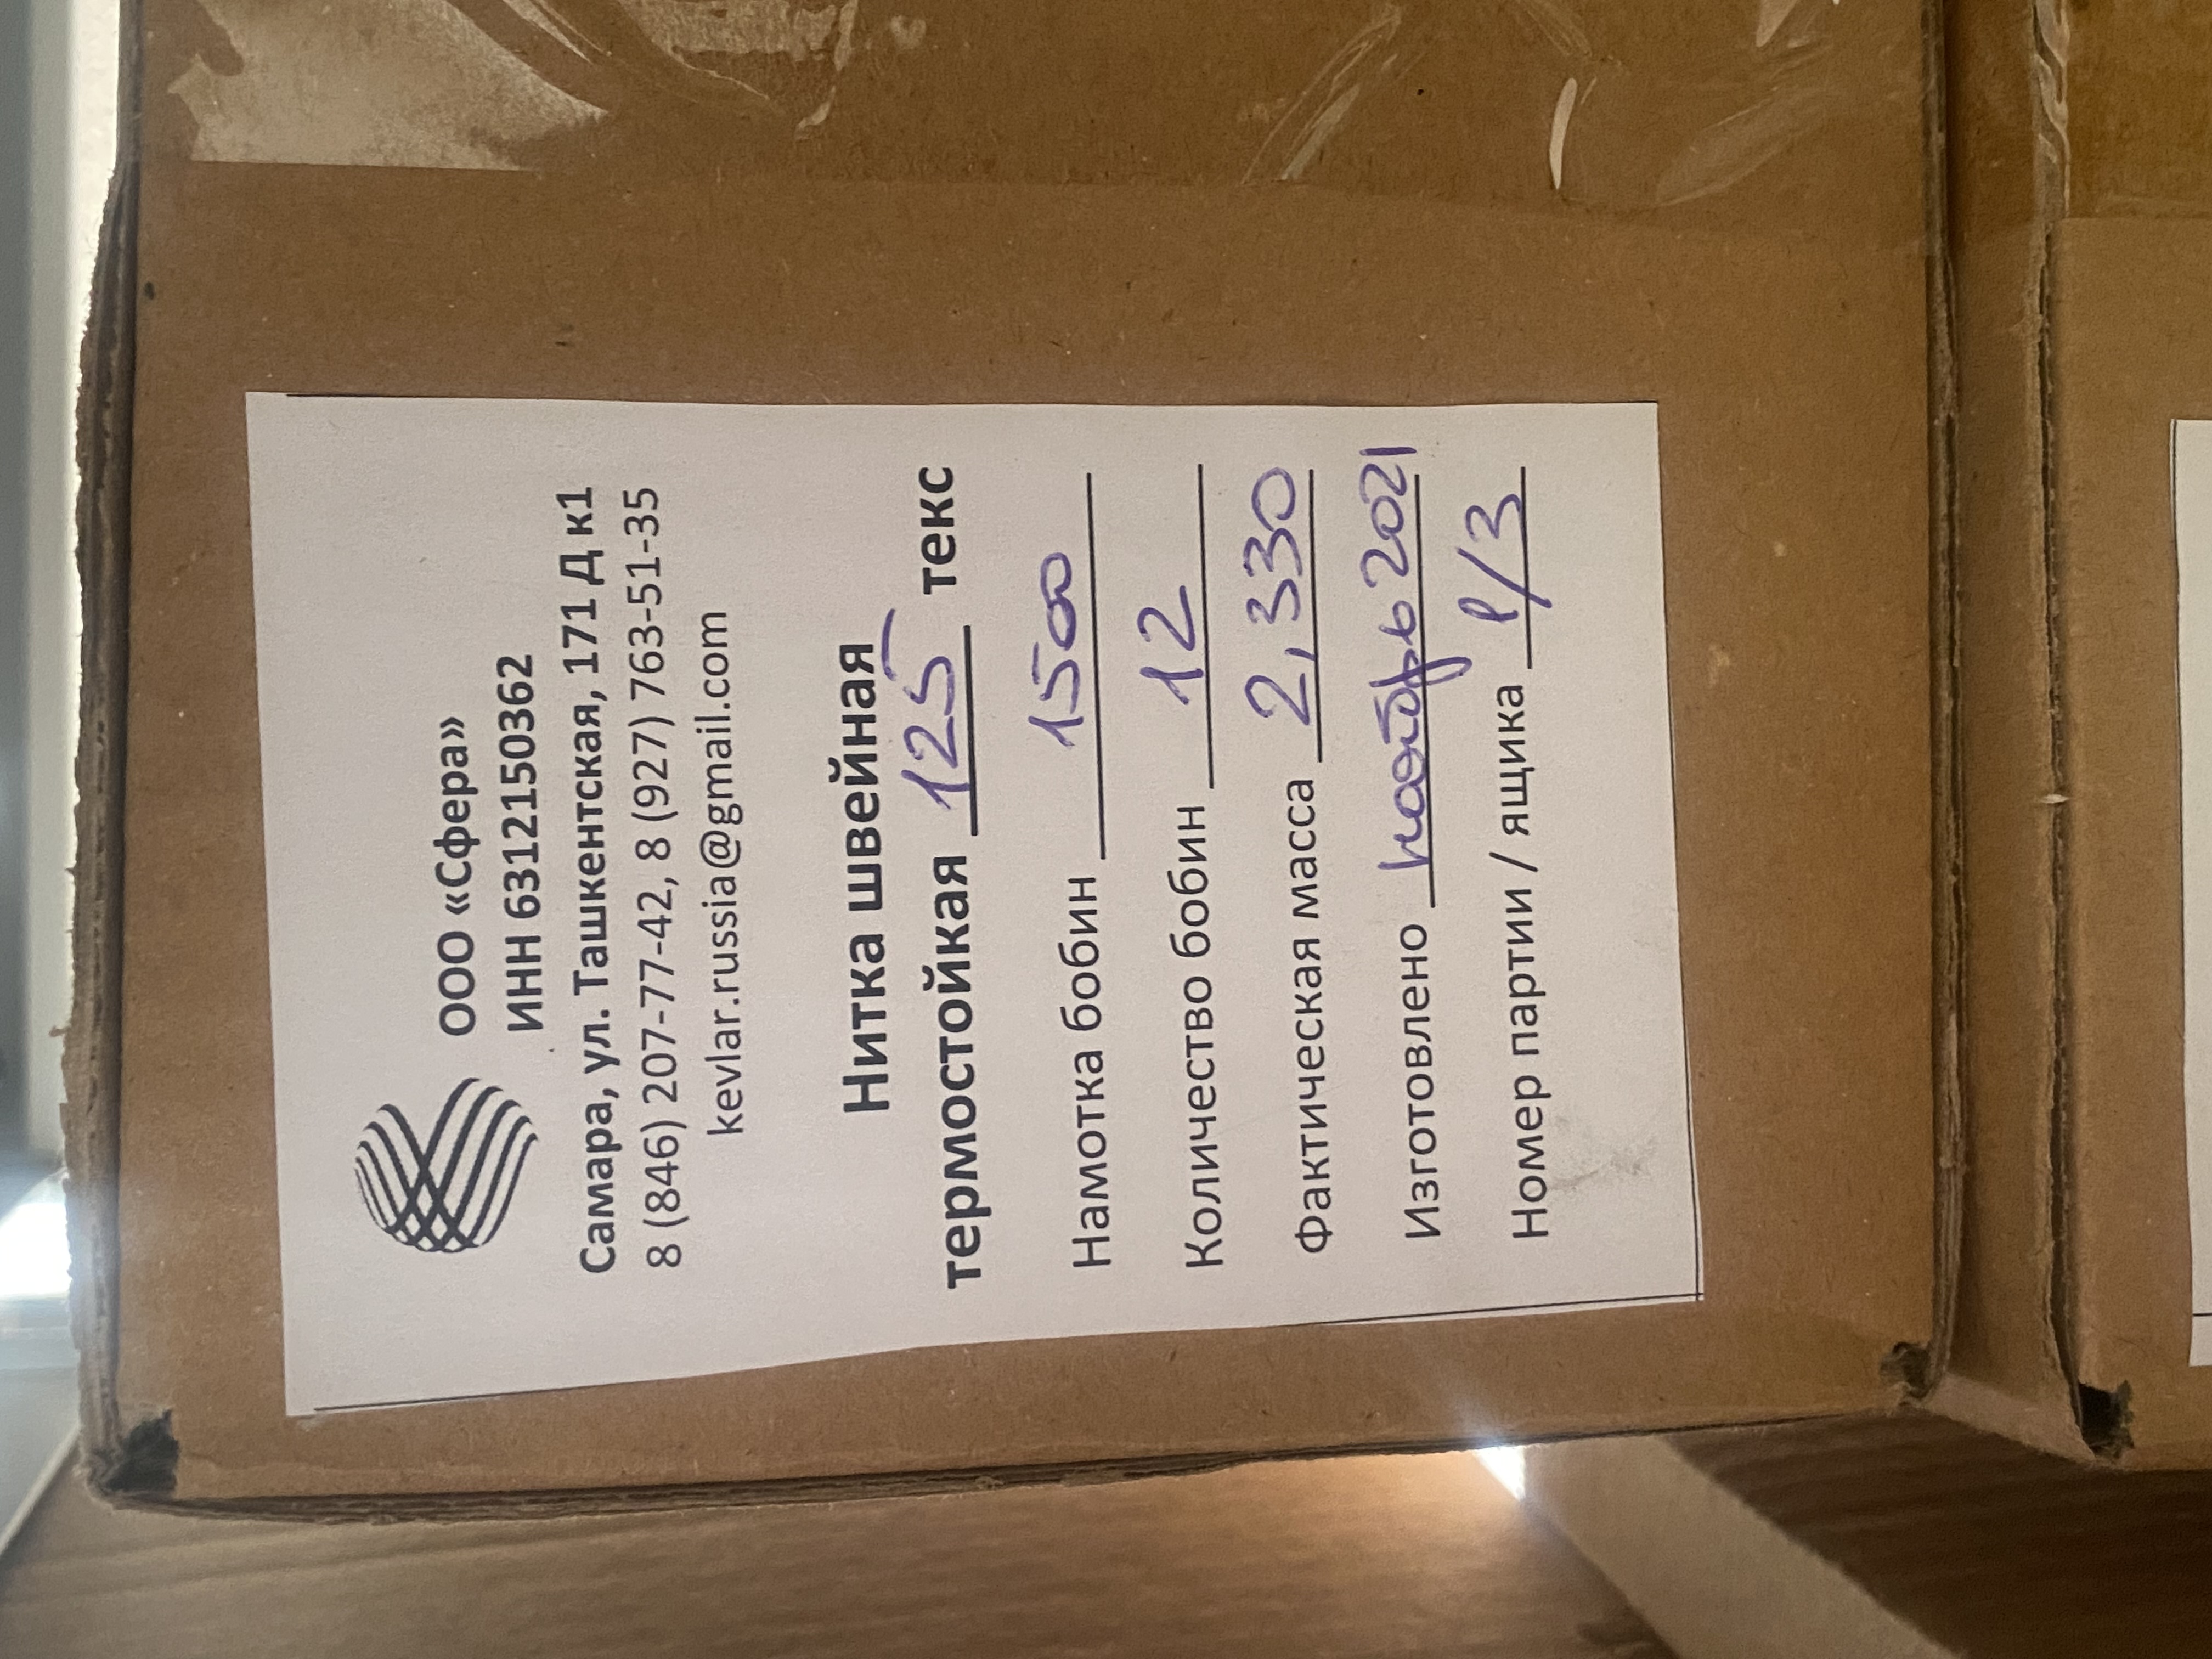 ООО «Сфера»
ИНН 6312150362
Самара, ул. Ташкентская, 171 Д к1
8 (846) 207-77-42, 8 (927) 763-51-35
kevlar.russia@gmail.com
Нитка швейная
термостойкая 125 текс
Намотка бобин 1500
Количество бобин 12
Фактическая масса 2,330
Изготовлено ноябрь 2021
Номер партии / ящика 1/3